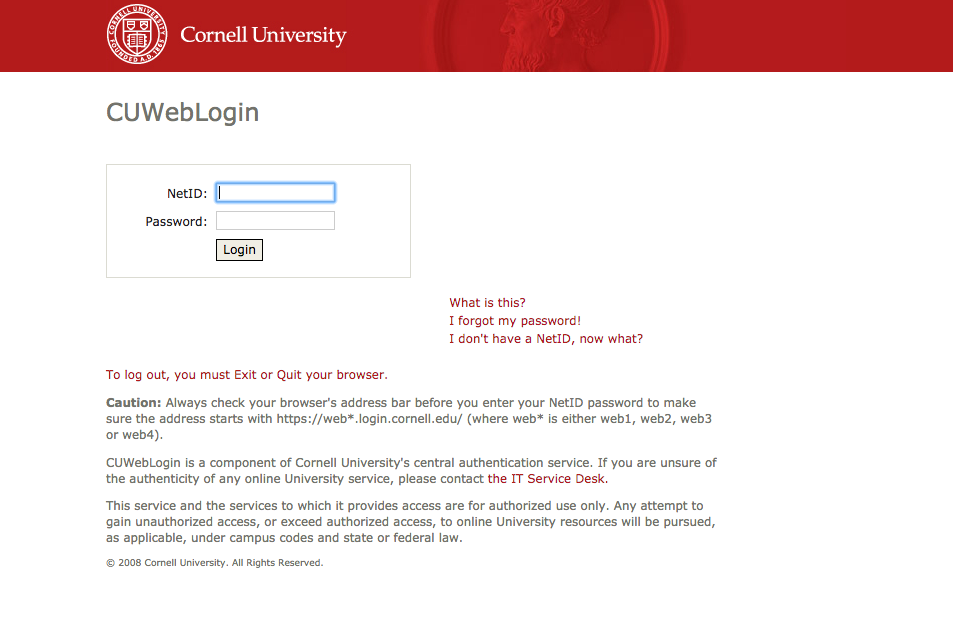 CORNELL UNIVERSITY
FOUNDED A.D. 1865
Cornell University
CUWebLogin
NetID:
Password:
Login
What is this?
I forgot my password!
I don't have a NetID, now what?
To log out, you must Exit or Quit your browser.
Caution: Always check your browser's address bar before you enter your NetID password to make
sure the address starts with https://web*.login.cornell.edu/ (where web* is either web1, web2, web3
or web4).
CUWebLogin is a component of Cornell University's central authentication service. If you are unsure of
the authenticity of any online University service, please contact the IT Service Desk.
This service and the services to which it provides access are for authorized use only. Any attempt to
gain unauthorized access, or exceed authorized access, to online University resources will be pursued,
as applicable, under campus codes and state or federal law.
© 2008 Cornell University. All Rights Reserved.